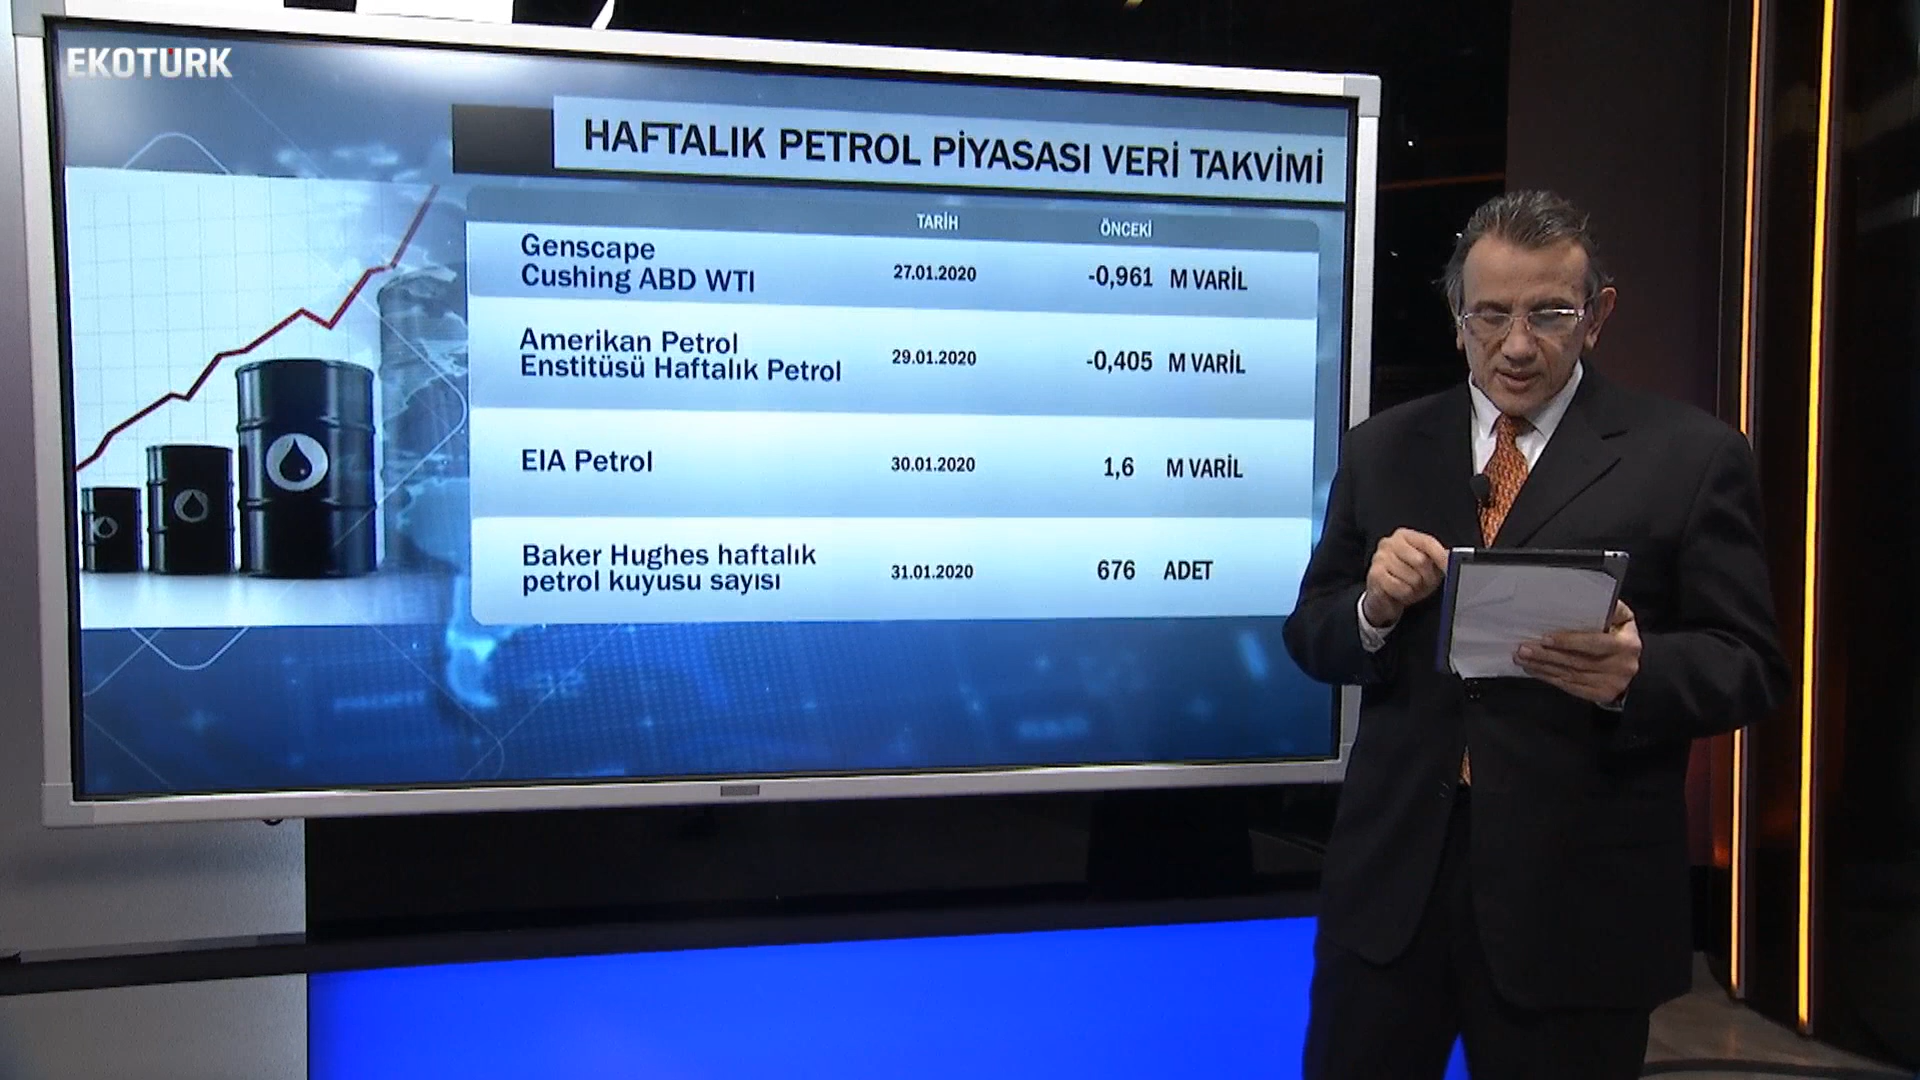 EKOTÜRK
HAFTALIK PETROL PİYASASI VERİ TAKVİMİ
TARİH ÖNCEKİ
Genscape
Cushing ABD WTI 27.01.2020 -0,961 M VARİL
Amerikan Petrol
Enstitüsü Haftalık Petrol 29.01.2020 -0,405 M VARİL
EIA Petrol 30.01.2020 1,6 M VARİL
Baker Hughes haftalık
petrol kuyusu sayısı 31.01.2020 676 ADET